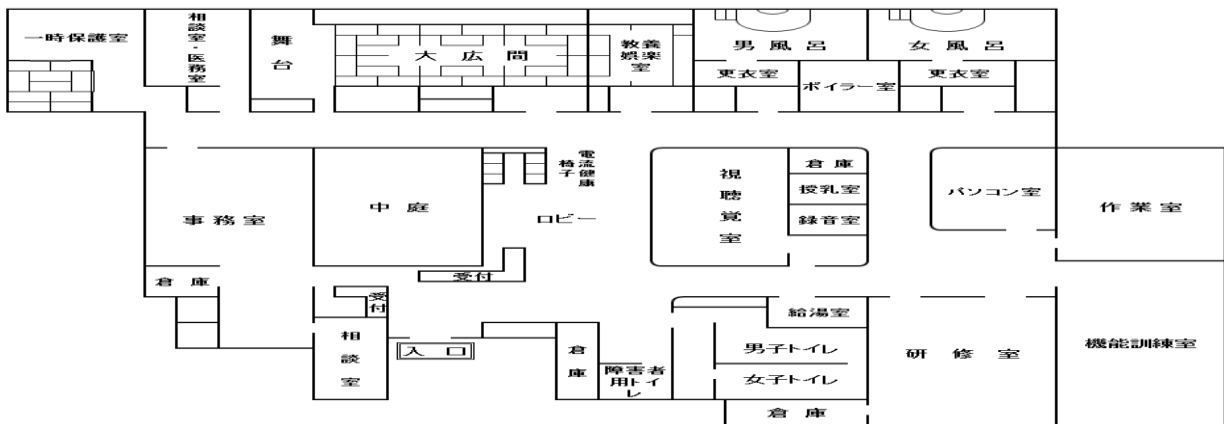 一時保護室
相談室・医務室
舞台
大広間
教養
娯楽
室
男風呂
女風呂
更衣室
ボイラー室
更衣室
事務室
中庭
電流健康
椅子
ロビー
視聴覚室
倉庫
授乳室
録音室
パソコン室
作業室
倉庫
受付
受付
相談室
入口
倉庫
障害者
用トイ
レ
給湯室
男子トイレ
女子トイレ
倉庫
研修室
機能訓練室